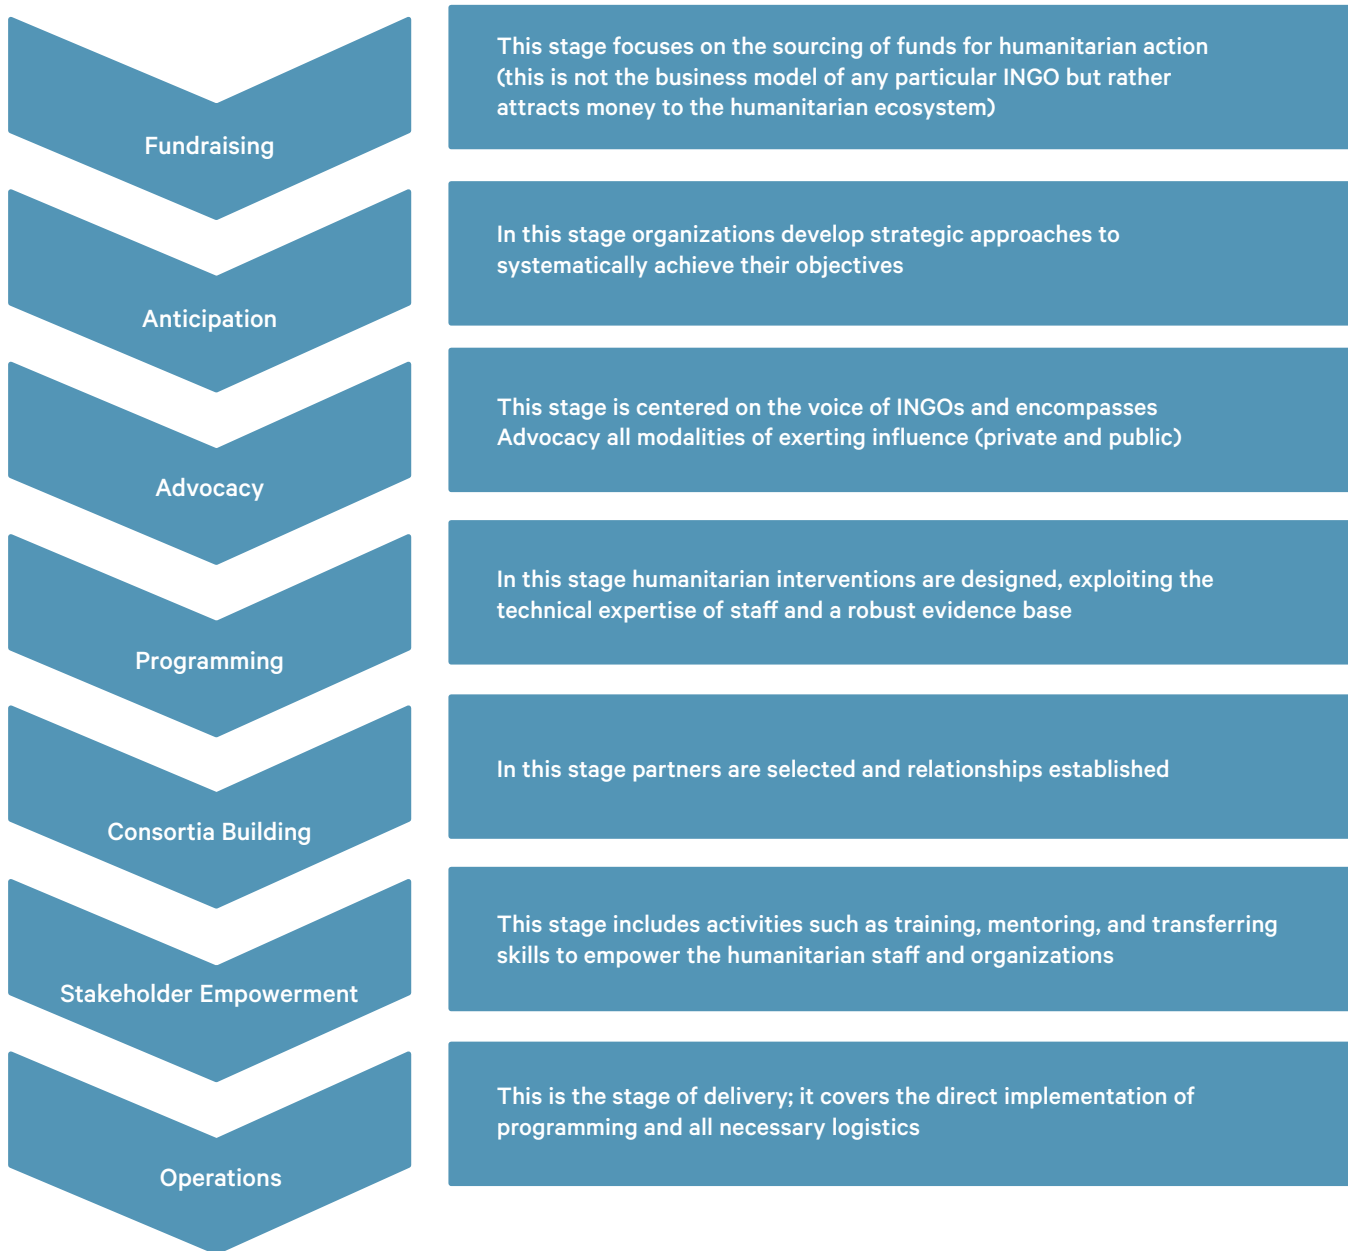 Fundraising
This stage focuses on the sourcing of funds for humanitarian action
(this is not the business model of any particular INGO but rather
attracts money to the humanitarian ecosystem)
Anticipation
In this stage organizations develop strategic approaches to
systematically achieve their objectives
Advocacy
This stage is centered on the voice of INGOs and encompasses
Advocacy all modalities of exerting influence (private and public)
Programming
In this stage humanitarian interventions are designed, exploiting the
technical expertise of staff and a robust evidence base
Consortia Building
In this stage partners are selected and relationships established
Stakeholder Empowerment
This stage includes activities such as training, mentoring, and transferring
skills to empower the humanitarian staff and organizations
Operations
This is the stage of delivery; it covers the direct implementation of
programming and all necessary logistics